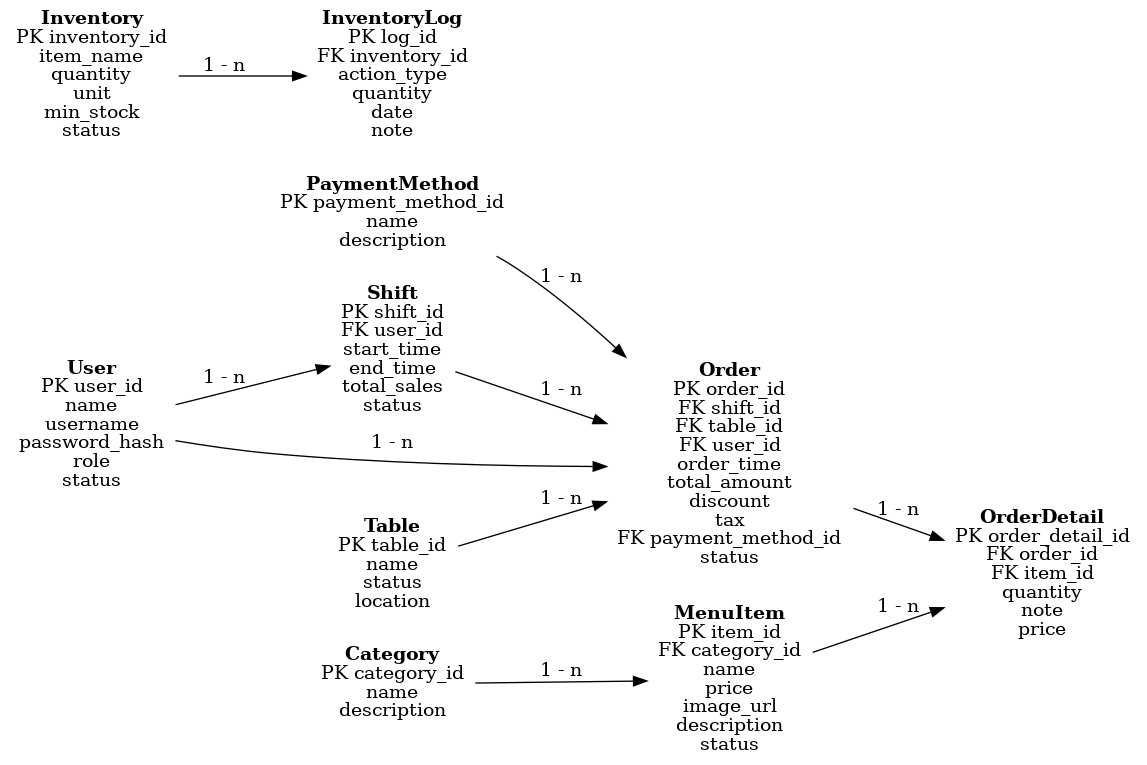 Inventory
PK inventory_id
item_name
quantity
unit
min_stock
status
1 - n
InventoryLog
PK log_id
FK inventory_id
action_type
quantity
date
note
PaymentMethod
PK payment_method_id
name
description
1 - n
Shift
PK shift_id
FK user_id
start_time
end_time
total_sales
status
1 - n
User
PK user_id
name
username
password_hash
role
status
1 - n
1 - n
Table
PK table_id
name
status
location
1 - n
Order
PK order_id
FK shift_id
FK table_id
FK user_id
order_time
total_amount
discount
tax
FK payment_method_id
status
1 - n
OrderDetail
PK order_detail_id
FK order_id
FK item_id
quantity
note
price
Category
PK category_id
name
description
1 - n
MenuItem
PK item_id
FK category_id
name
price
image_url
description
status
1 - n